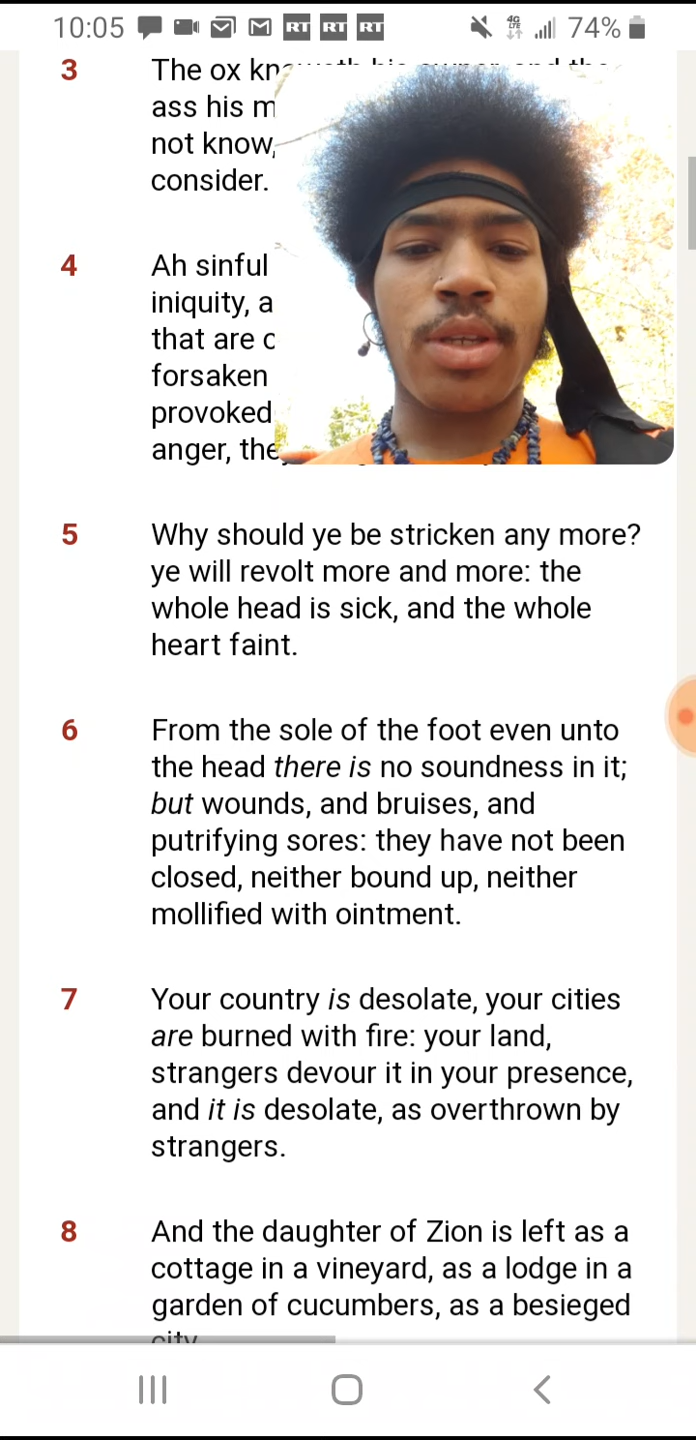 10:05 M RT RT RT 4G LTE 74%
3 The ox
ass his
not know,
consider.
4 Ah sinful
iniquity,
that are
forsaken
provoked
anger,
5 Why should ye be stricken any more?
ye will revolt more and more: the
whole head is sick, and the whole
heart faint.
6 From the sole of the foot even unto
the head there is no soundness in it;
but wounds, and bruises, and
putrifying sores: they have not been
closed, neither bound up, neither
mollified with ointment.
7 Your country is desolate, your cities
are burned with fire: your land,
strangers devour it in your presence,
and it is desolate, as overthrown by
strangers.
8 And the daughter of Zion is left as a
cottage in a vineyard, as a lodge in a
garden of cucumbers, as a besieged
city